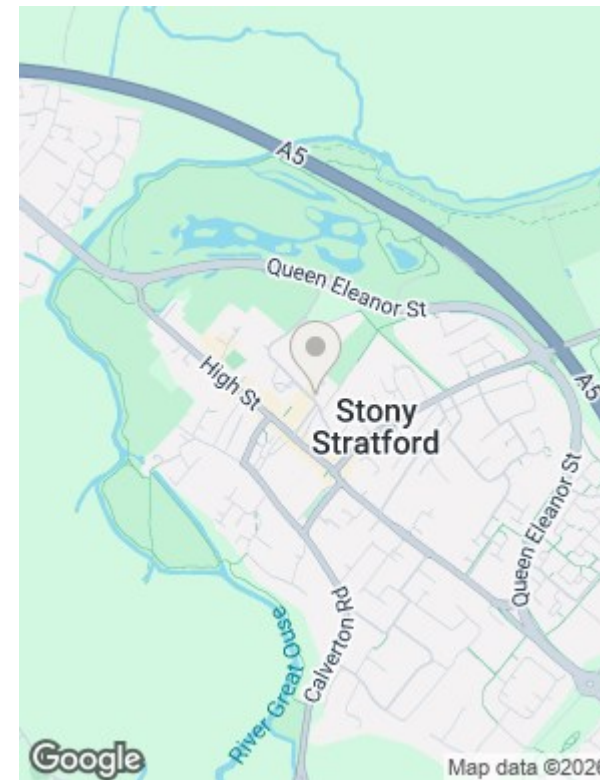 A5
Queen Eleanor St
High St
Stony
Stratford
A5
Queen Eleanor St
Calverton Rd
River Great Ouse
Google
Map data ©2026